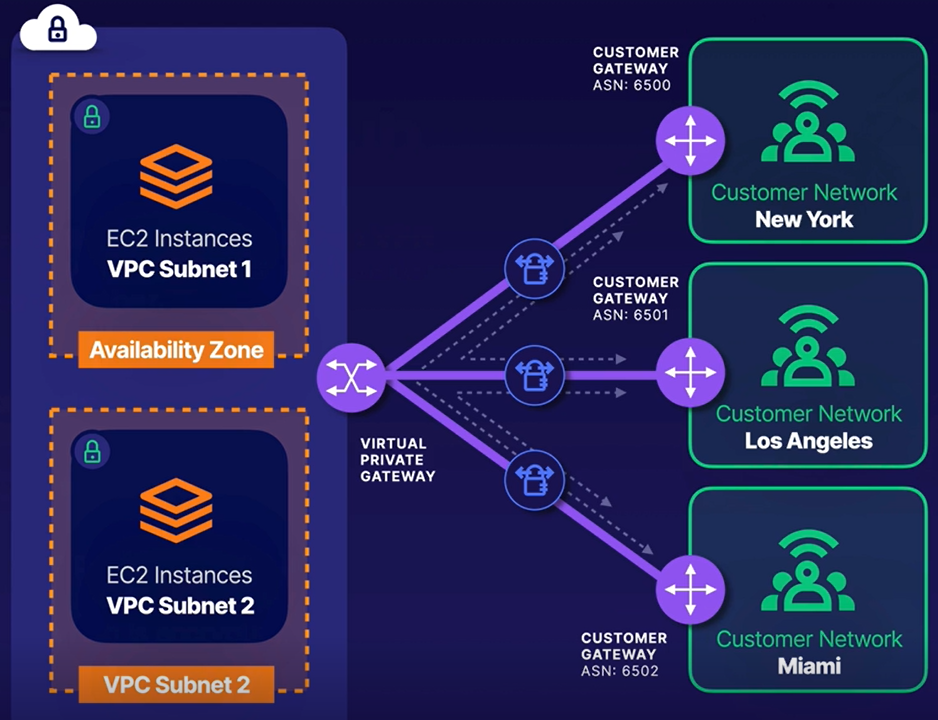 EC2 Instances
VPC Subnet 1
Availability Zone
EC2 Instances
VPC Subnet 2
VPC Subnet 2
VIRTUAL
PRIVATE
GATEWAY
CUSTOMER
GATEWAY
ASN: 6500
Customer Network
New York
CUSTOMER
GATEWAY
ASN: 6501
Customer Network
Los Angeles
CUSTOMER
GATEWAY
ASN: 6502
Customer Network
Miami